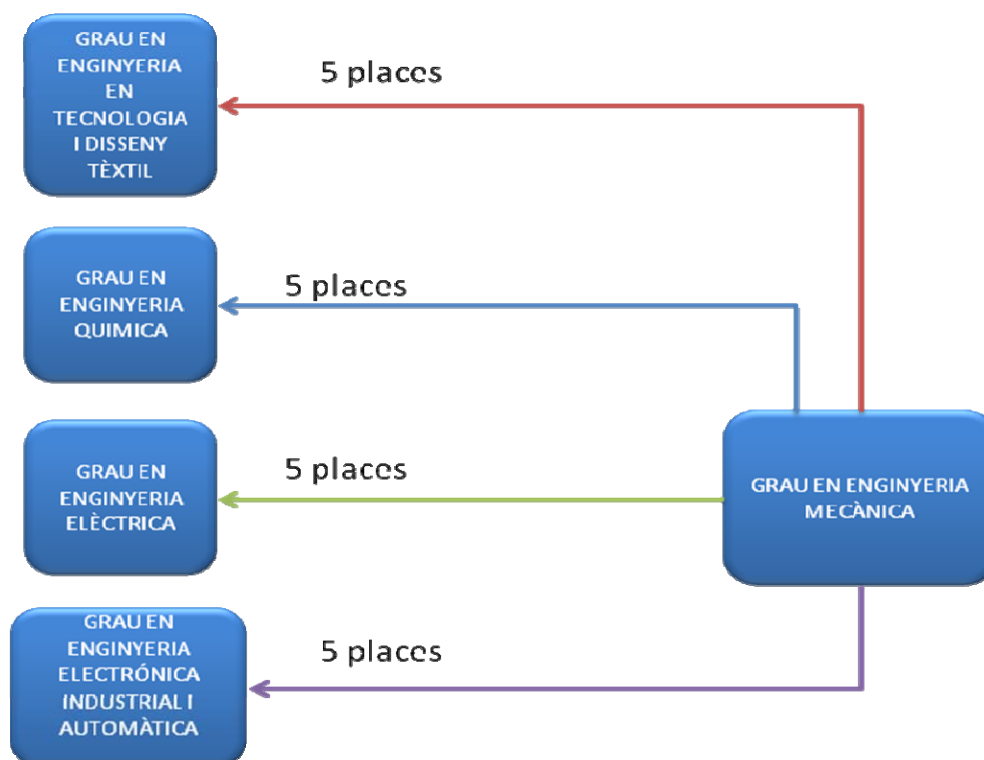 GRAU EN
ENGINYERIA
EN
TECNOLOGIA
I DISSENY
TÈXTIL
5 places
GRAU EN
ENGINYERIA
QUIMICA
5 places
GRAU EN
ENGINYERIA
ELÈCTRICA
5 places
GRAU EN ENGINYERIA
MECÀNICA
GRAU EN
ENGINYERIA
ELECTRÓNICA
INDUSTRIAL I
AUTOMÀTICA
5 places